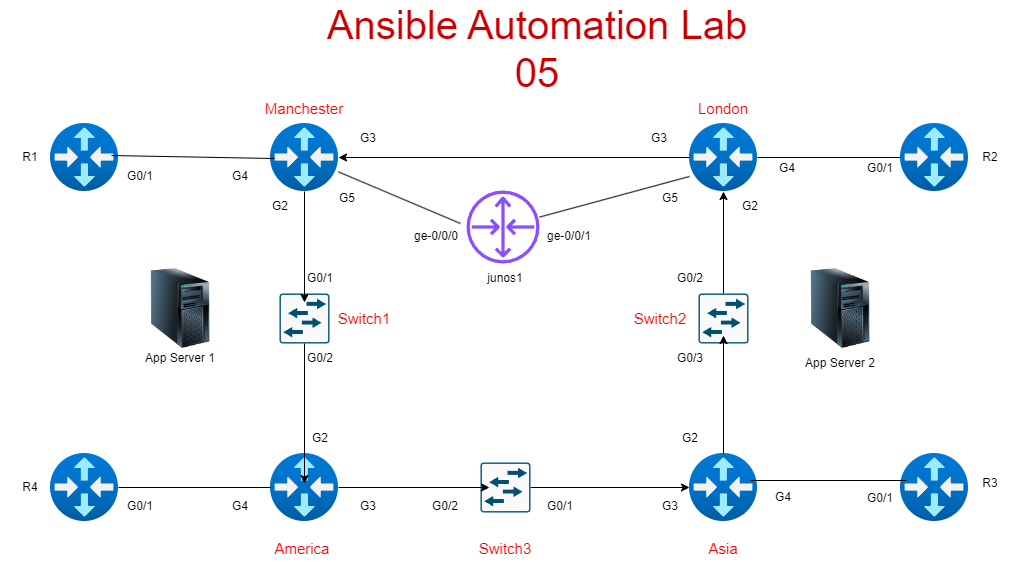 Ansible Automation Lab
05
Manchester
London
G3
G3
R1
G0/1
G4
G4
G0/1
R2
G2
G5
G5
G2
ge-0/0/0
ge-0/0/1
junos1
G0/1
G0/2
Switch1
Switch2
App Server 1
G0/2
G0/3
App Server 2
G2
G2
R4
G0/1
G4
G3
G0/2
G0/1
G3
G4
G0/1
R3
America
Switch3
Asia